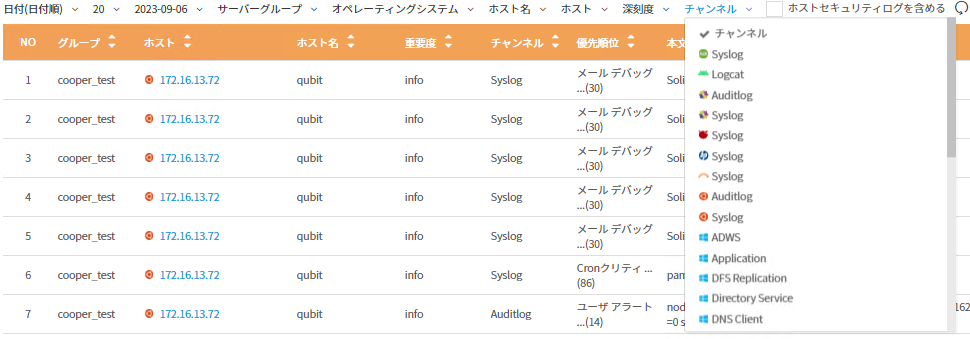 日付(日付順) 20 2023-09-06 サーバーグループ オペレーティングシステム ホスト名 ホスト 深刻度 チャンネル ホストセキュリティログを含める
NO グループ ホスト ホスト名 重要度 チャンネル 優先順位 本文
1 cooper_test 172.16.13.72 qubit info Syslog メール デバッグ ...(30) Soli
2 cooper_test 172.16.13.72 qubit info Syslog メール デバッグ ...(30) Soli
3 cooper_test 172.16.13.72 qubit info Syslog メール デバッグ ...(30) Soli
4 cooper_test 172.16.13.72 qubit info Syslog メール デバッグ ...(30) Soli
5 cooper_test 172.16.13.72 qubit info Syslog メール デバッグ ...(30) Soli
6 cooper_test 172.16.13.72 qubit info Syslog Cronクリティ ... (86) pam
7 cooper_test 172.16.13.72 qubit info Auditlog ユーザ アラート ...(14) nod =0 s 162
チャンネル
Syslog
Logcat
Auditlog
Syslog
Syslog
Syslog
Syslog
Auditlog
Syslog
ADWS
Application
DFS Replication
Directory Service
DNS Client